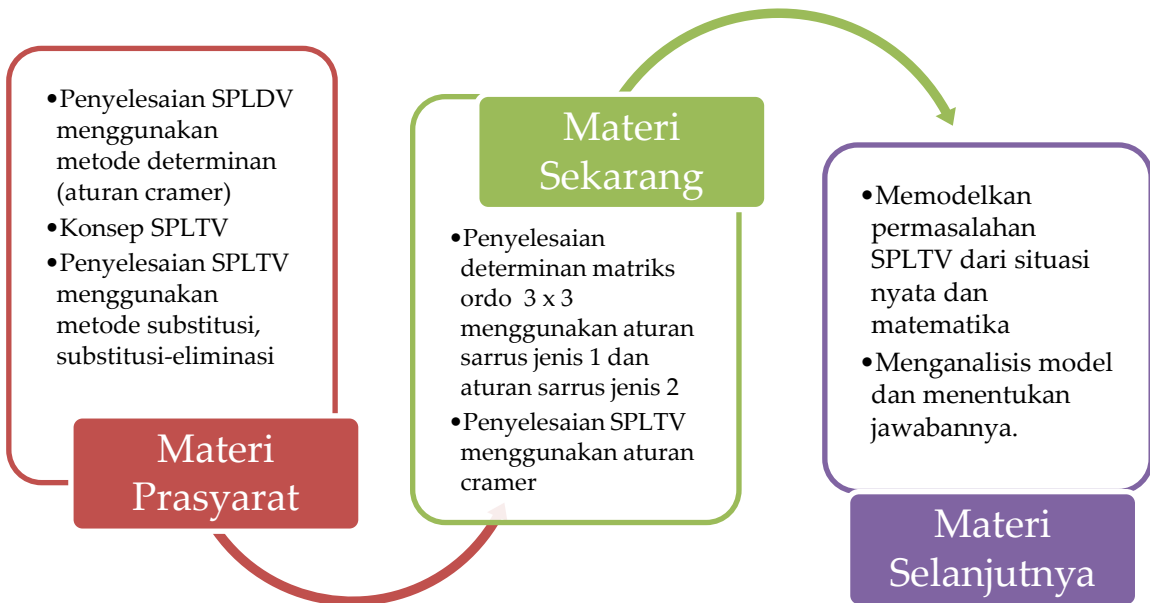 •Penyelesaian SPLDV
menggunakan
metode determinan
(aturan cramer)
•Konsep SPLTV
•Penyelesaian SPLTV
menggunakan
metode substitusi,
substitusi-eliminasi
Materi
Prasyarat
Materi
Sekarang
•Penyelesaian
determinan matriks
ordo 3 x 3
menggunakan aturan
sarrus jenis 1 dan
aturan sarrus jenis 2
•Penyelesaian SPLTV
menggunakan aturan
cramer
•Memodelkan
permasalahan
SPLTV dari situasi
nyata dan
matematika
•Menganalisis model
dan menentukan
jawabannya.
Materi
Selanjutnya